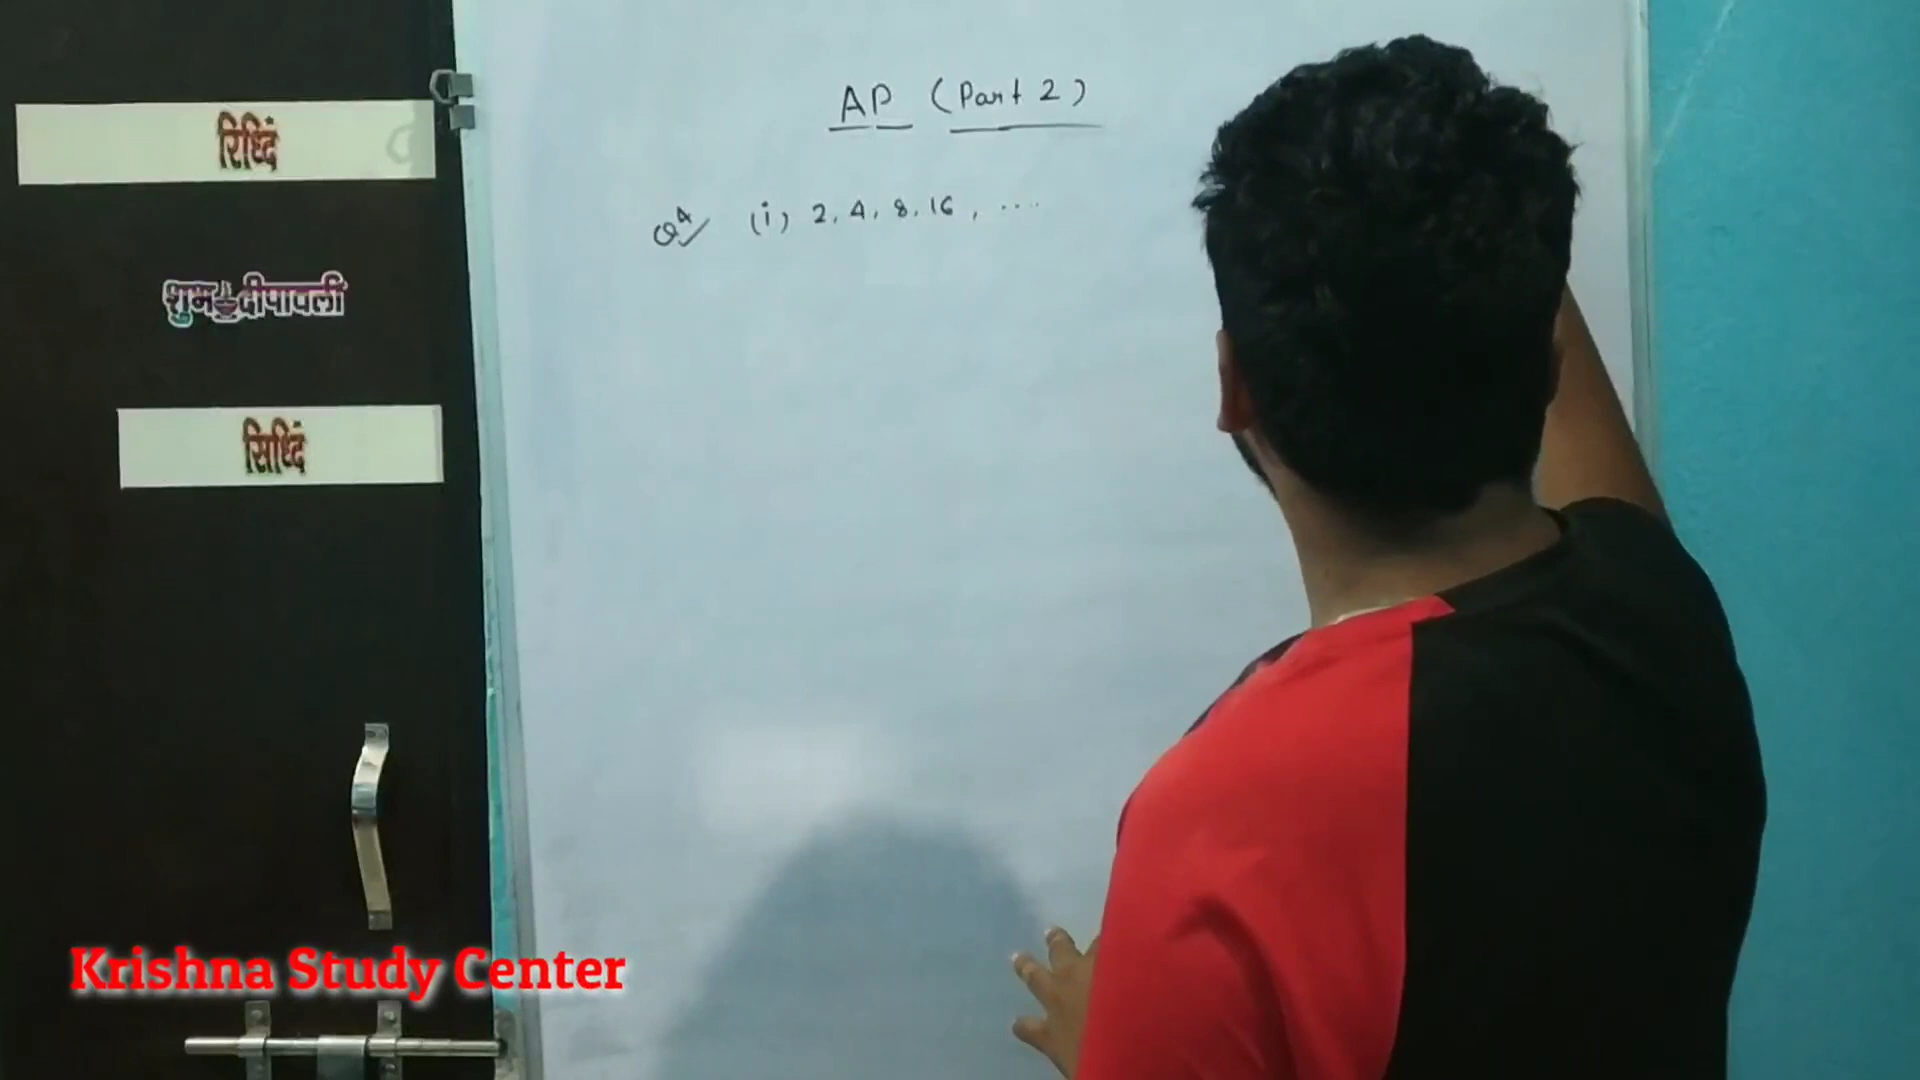 AP (Part 2)
Q4 (i) 2, 4, 8, 16, ....
रिध्दिं
शुभ दीपावली
सिध्दिं
Krishna Study Center